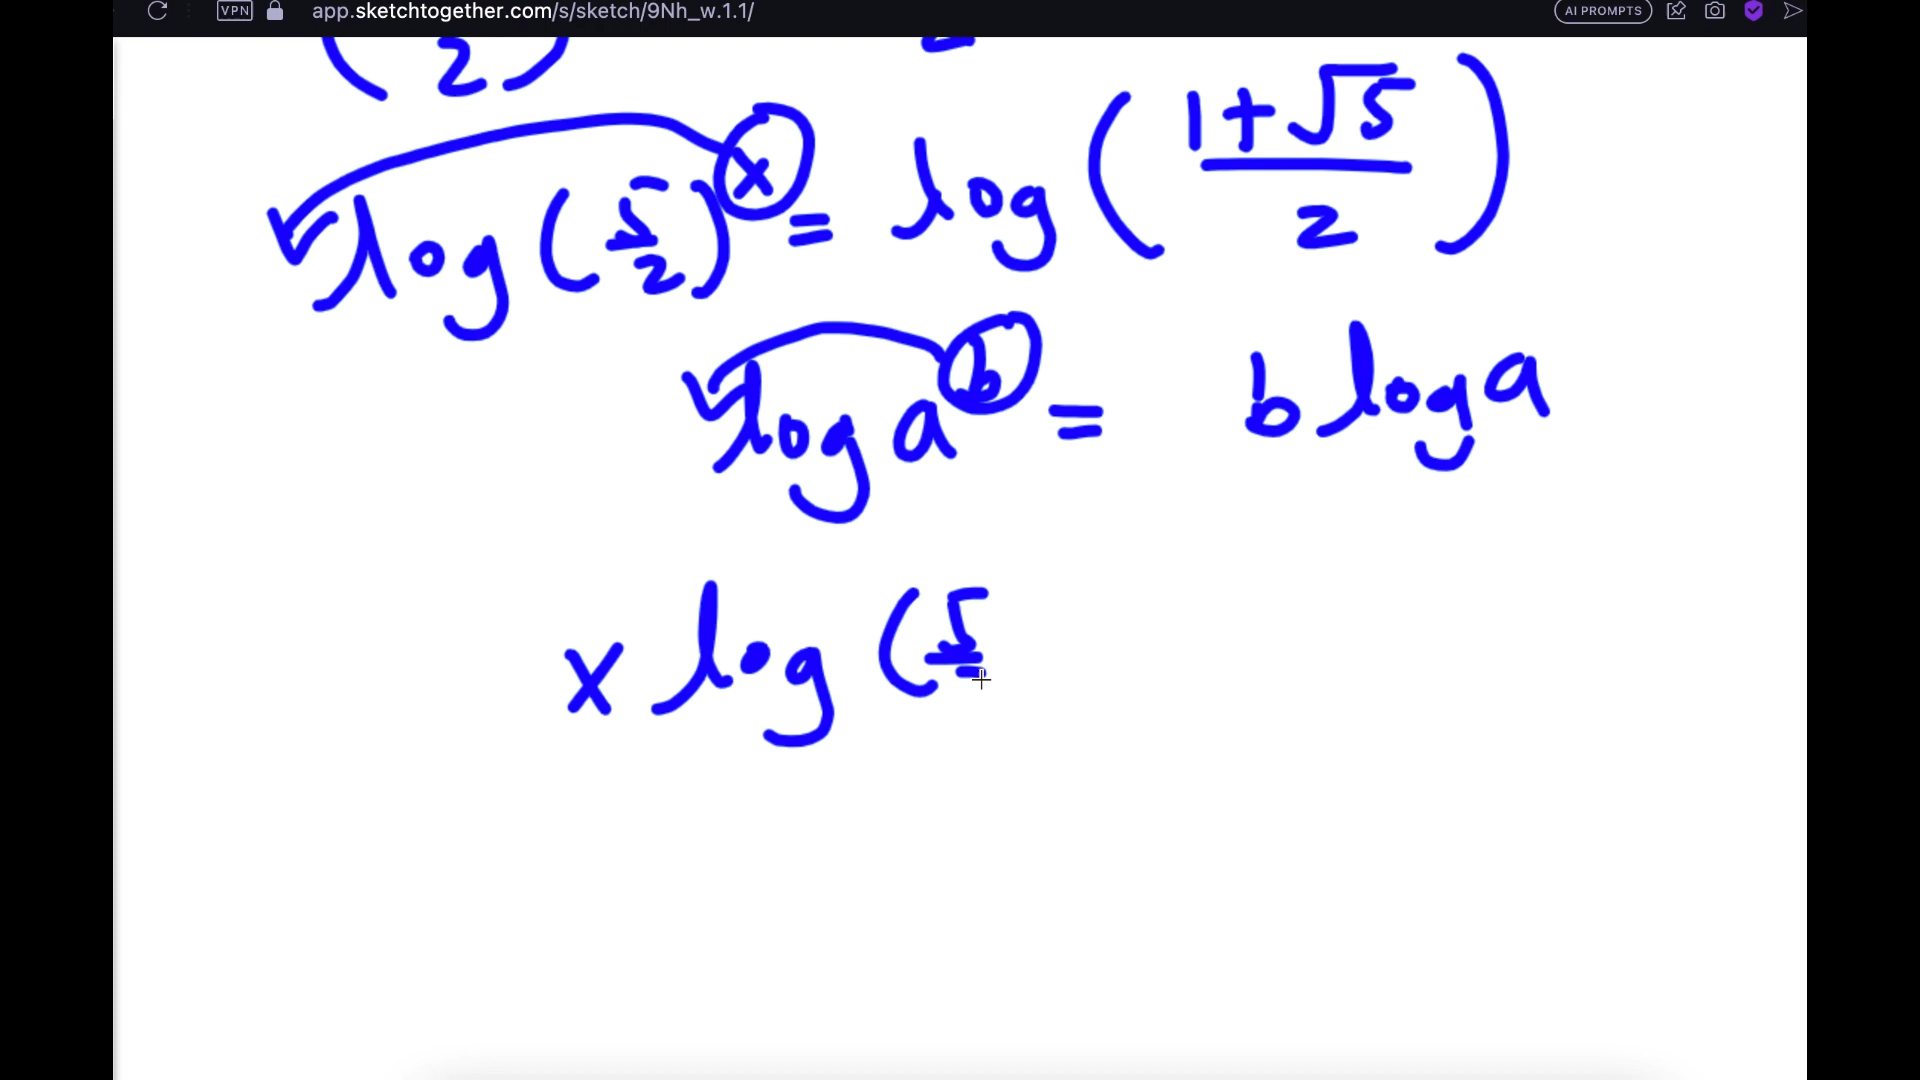 VPN app.sketchtogether.com/s/sketch/9Nh_w.1.1/ AI PROMPTS
( 2 )
log(5/2)^x = log((1+√5)/2)
log a^b = b log a
x log (5